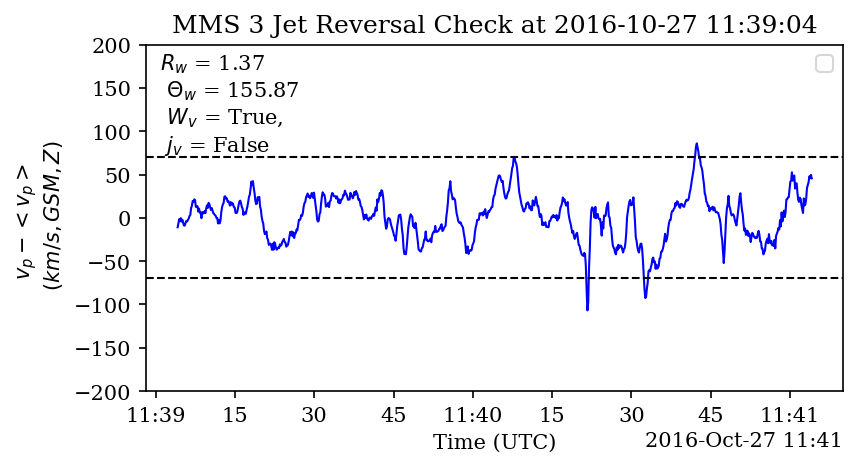 MMS 3 Jet Reversal Check at 2016-10-27 11:39:04
R_w = 1.37
Θ_w = 155.87
W_v = True,
j_v = False
v_p − < v_p >
(km/s, GSM, Z)
200
150
100
50
0
−50
−100
−150
−200
11:39 15 30 45 11:40 15 30 45 11:41
Time (UTC)
2016-Oct-27 11:41